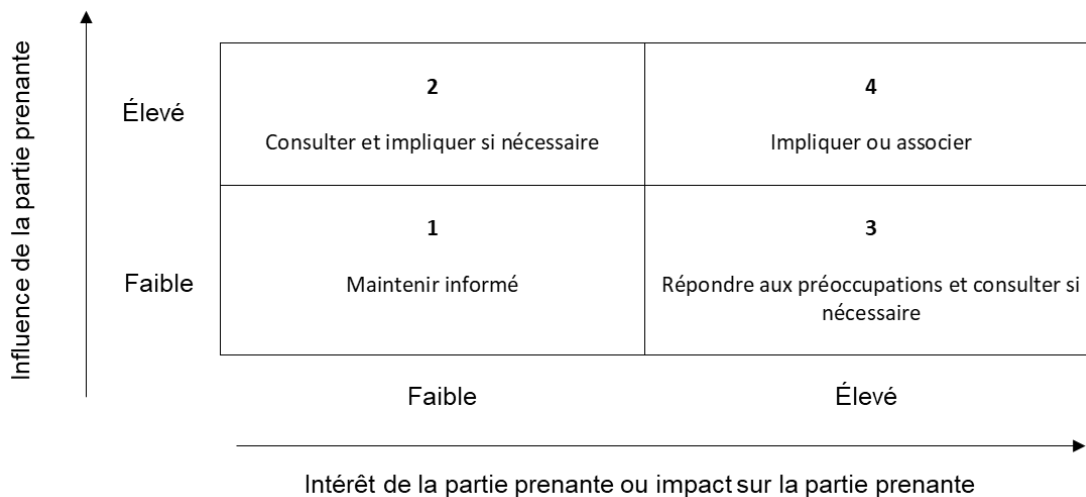 Influence de la partie prenante
Élevé
2
Consulter et impliquer si nécessaire
4
Impliquer ou associer
Faible
1
Maintenir informé
3
Répondre aux préoccupations et consulter si
nécessaire
Faible
Élevé
Intérêt de la partie prenante ou impact sur la partie prenante